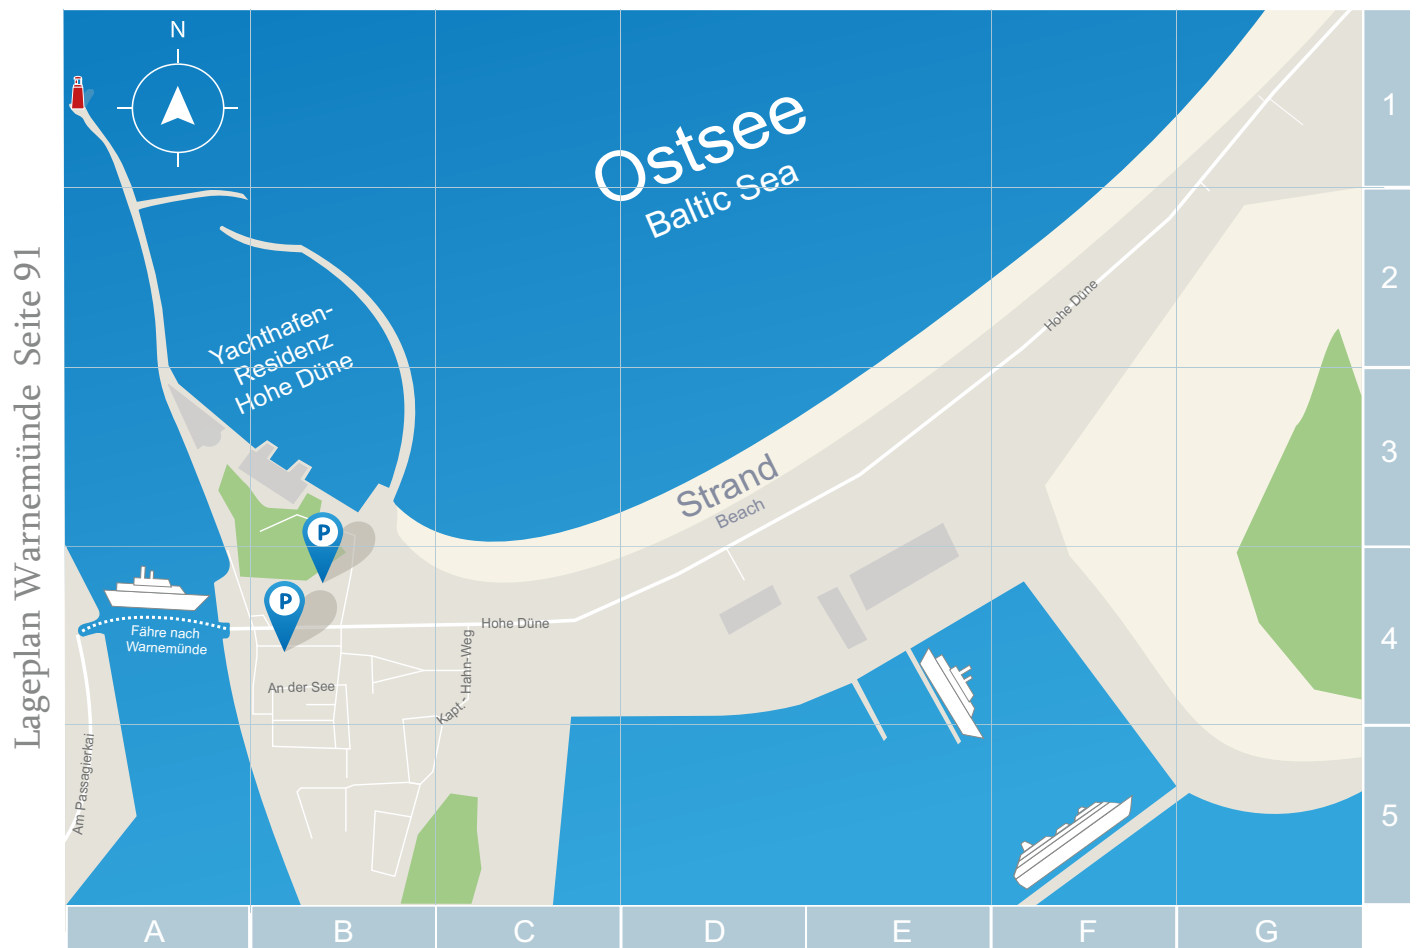 N
Ostsee
Baltic Sea
Yachthafen-
Residenz
Hohe Düne
Hohe Düne
Strand
Beach
P
P
Fähre nach
Warnemünde
Hohe Düne
An der See
Kapt. - Hahn-Weg
Am Passagierkai
Lageplan Warnemünde Seite 91
1
2
3
4
5
A
B
C
D
E
F
G